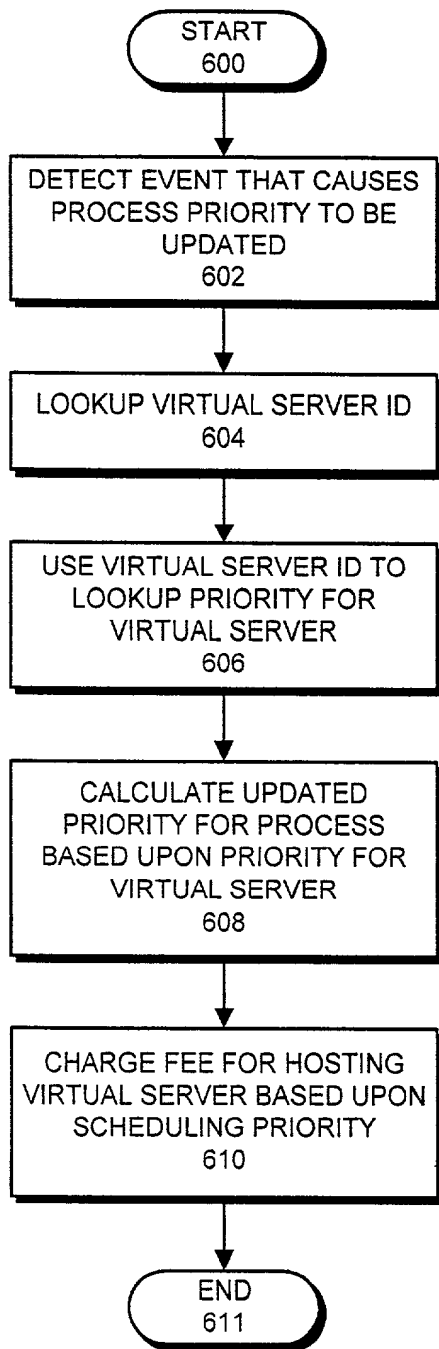 START
600
DETECT EVENT THAT CAUSES
PROCESS PRIORITY TO BE
UPDATED
602
LOOKUP VIRTUAL SERVER ID
604
USE VIRTUAL SERVER ID TO
LOOKUP PRIORITY FOR
VIRTUAL SERVER
606
CALCULATE UPDATED
PRIORITY FOR PROCESS
BASED UPON PRIORITY FOR
VIRTUAL SERVER
608
CHARGE FEE FOR HOSTING
VIRTUAL SERVER BASED UPON
SCHEDULING PRIORITY
610
END
611